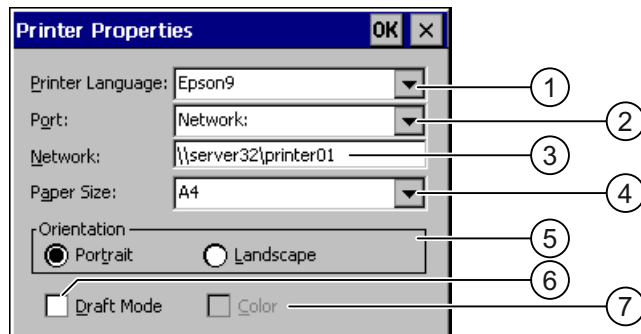 Printer Properties OK ×
Printer Language: Epson9 1
Port: Network: 2
Network: \\server32\printer01 3
Paper Size: A4 4
Orientation 5
Portrait Landscape
6
Draft Mode Color 7